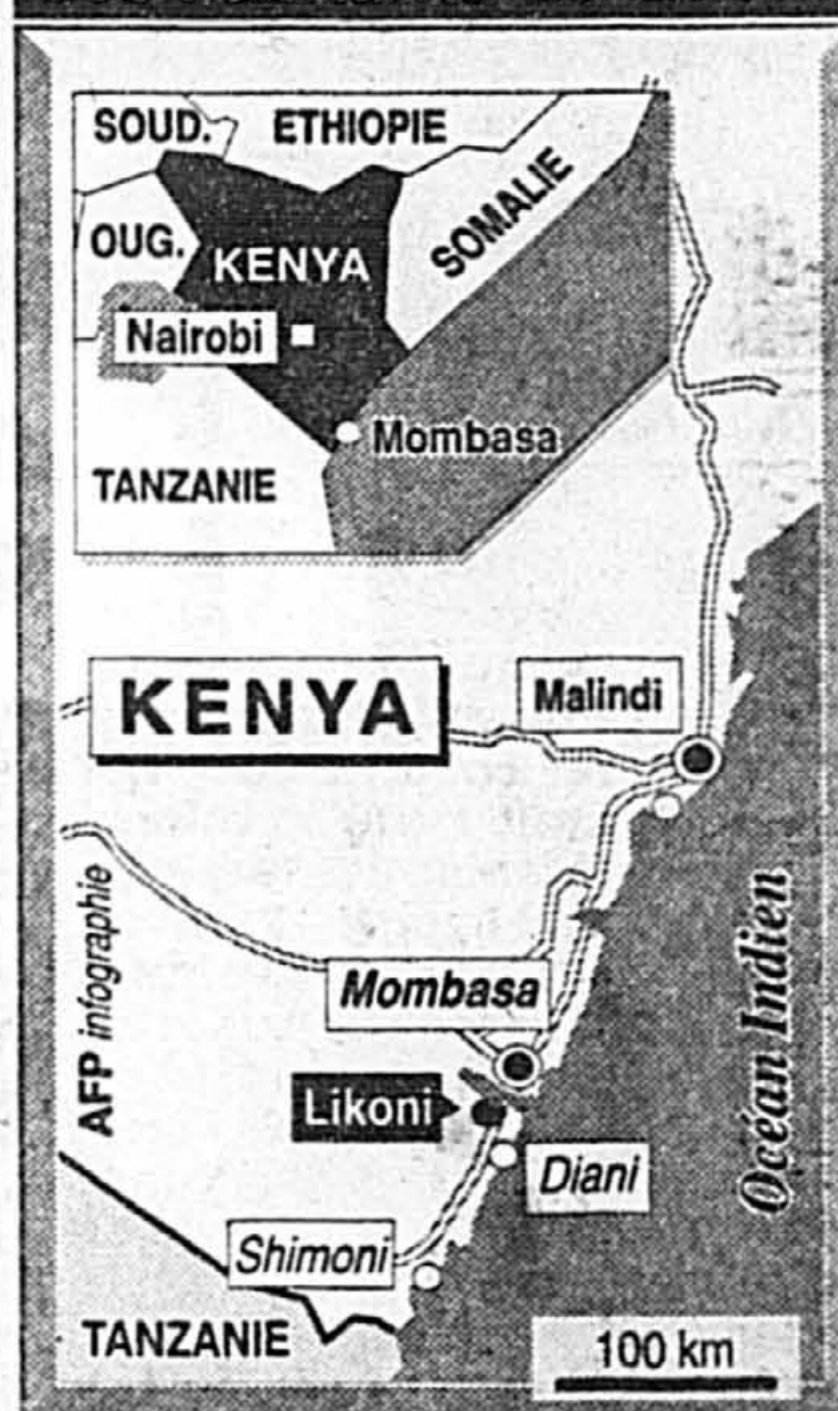 SOUD. ETHIOPIE
OUG.
KENYA
SOMALIE
Nairobi
Mombasa
TANZANIE
KENYA
Malindi
AFP infographie
Mombasa
Océan Indien
Likoni
Diani
Shimoni
TANZANIE
100 km